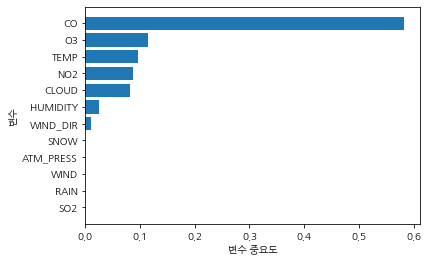 CO
O3
TEMP
NO2
CLOUD
HUMIDITY
WIND_DIR
SNOW
ATM_PRESS
WIND
RAIN
SO2
변수
0.0 0.1 0.2 0.3 0.4 0.5 0.6
변수 중요도